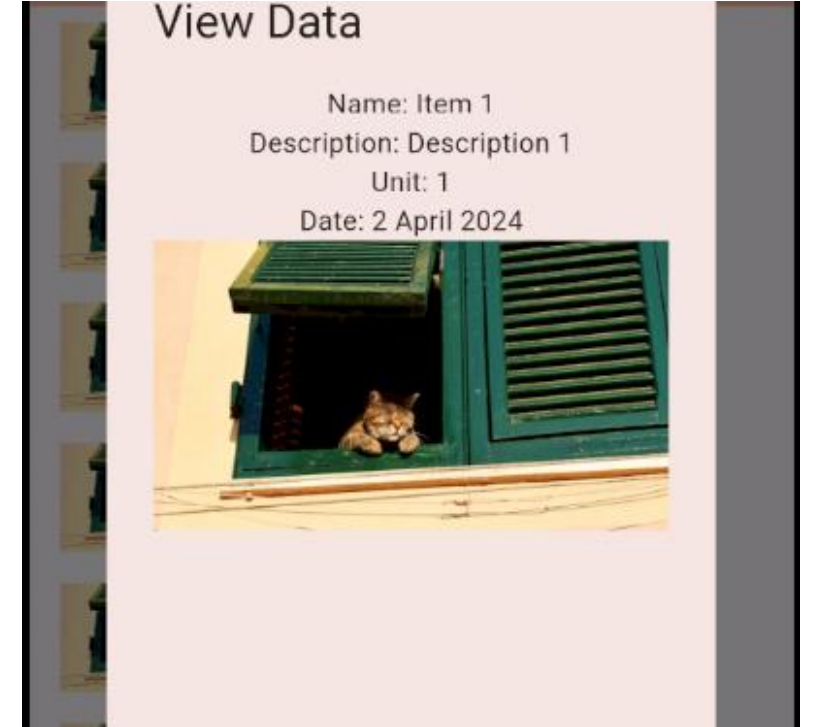 View Data
Name: Item 1
Description: Description 1
Unit: 1
Date: 2 April 2024